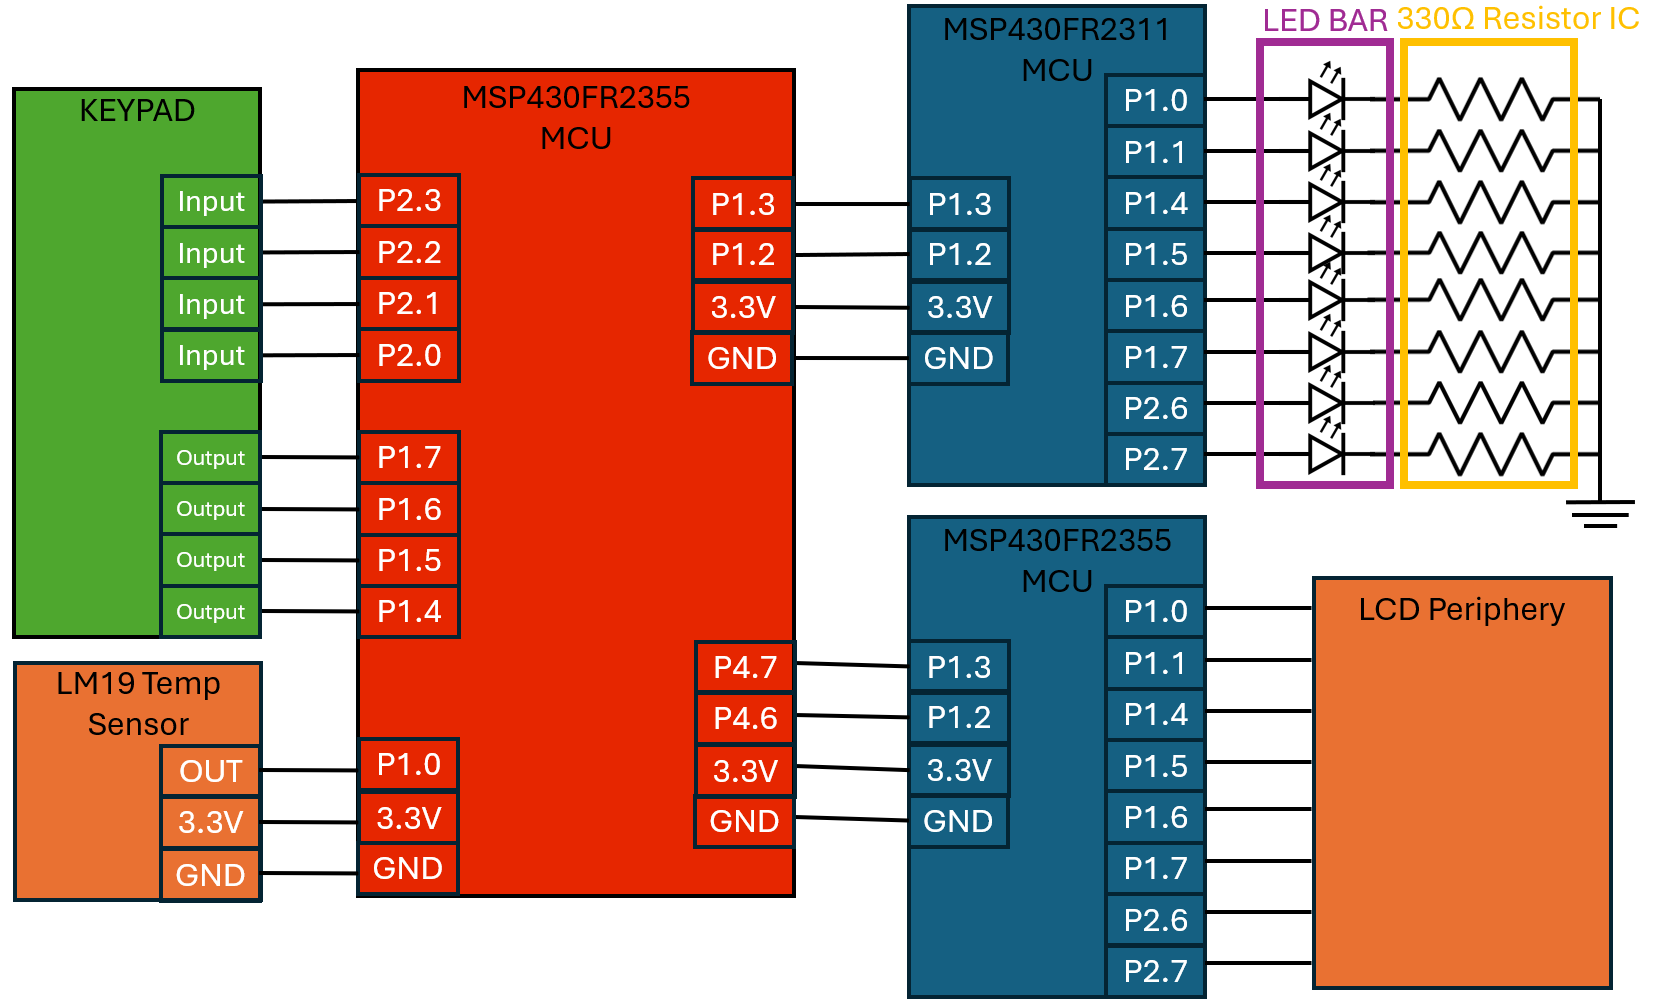 KEYPAD
Input
Input
Input
Input
Output
Output
Output
Output
LM19 Temp
Sensor
OUT
3.3V
GND
MSP430FR2355
MCU
P2.3
P2.2
P2.1
P2.0
P1.7
P1.6
P1.5
P1.4
P1.0
3.3V
GND
P1.3
P1.2
3.3V
GND
P4.7
P4.6
3.3V
GND
MSP430FR2311
MCU
P1.3
P1.2
3.3V
GND
P1.0
P1.1
P1.4
P1.5
P1.6
P1.7
P2.6
P2.7
LED BAR
330Ω Resistor IC
MSP430FR2355
MCU
P1.3
P1.2
3.3V
GND
P1.0
P1.1
P1.4
P1.5
P1.6
P1.7
P2.6
P2.7
LCD Periphery